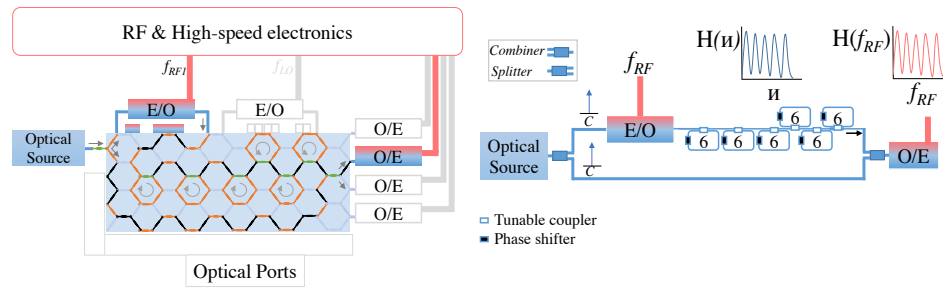 RF & High-speed electronics
f_RF1
f_LO
E/O
E/O
Optical
Source
O/E
O/E
O/E
O/E
Optical Ports
Combiner
Splitter
f_RF
H(и)
и
H(f_RF)
f_RF
C
C
E/O
Optical
Source
6
6
6
6
6
6
O/E
Tunable coupler
Phase shifter